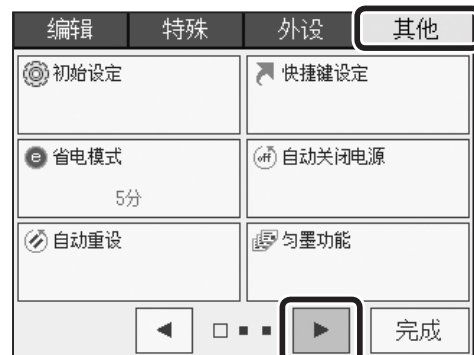 编辑 特殊 外设 其他
初始设定 快捷键设定
省电模式 自动关闭电源
5分
自动重设 匀墨功能
完成